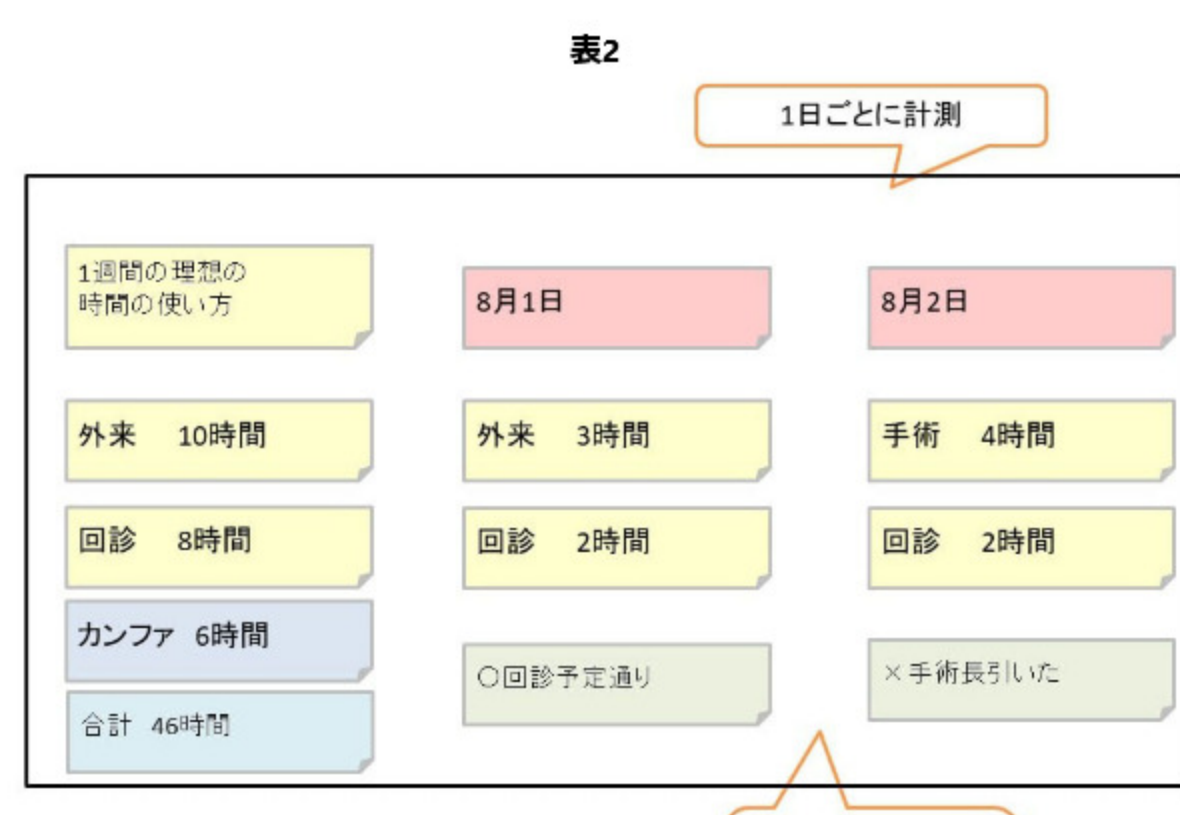 表2
1日ごとに計測
1週間の理想の
時間の使い方
8月1日
8月2日
外来 10時間
外来 3時間
手術 4時間
回診 8時間
回診 2時間
回診 2時間
カンファ 6時間
○回診予定通り
×手術長引いた
合計 46時間